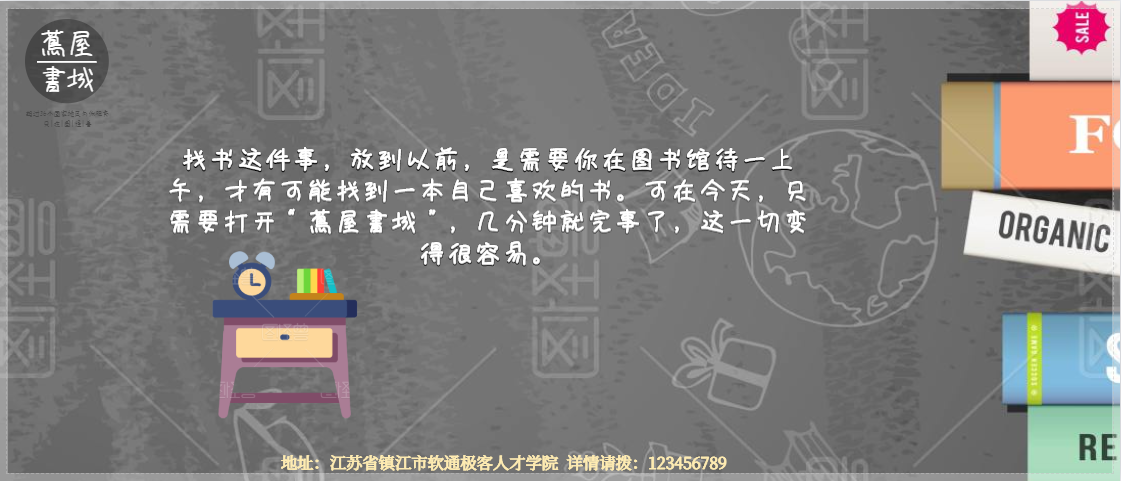 蔦屋
書城
IDEA
SALE
找书这件事，放到以前，是需要你在图书馆待一上
午，才有可能找到一本自己喜欢的书。可在今天，只
需要打开“蔦屋書城”，几分钟就完事了，这一切变
得很容易。
ORGANIC
RE
地址：江苏省镇江市软通极客人才学院 详情请拨：123456789